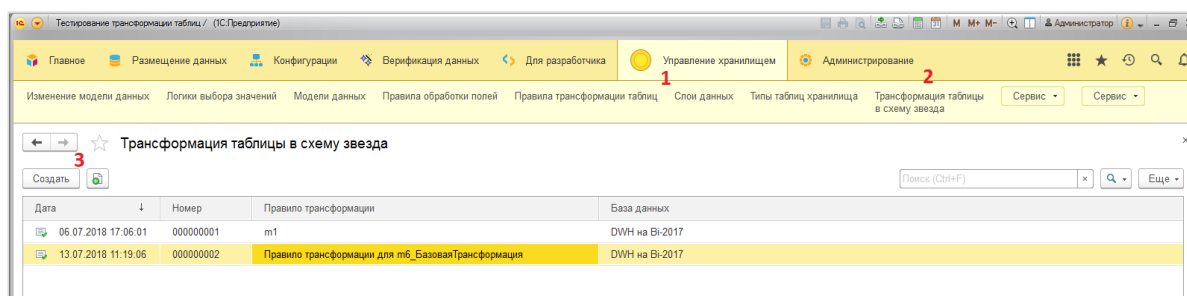 1С Тестирование трансформации таблиц / (1С:Предприятие) M M+ M- Администратор
Главное Размещение данных Конфигурации Верификация данных Для разработчика Управление хранилищем Администрирование
1 2
Изменение модели данных Логики выбора значений Модели данных Правила обработки полей Правила трансформации таблиц Слои данных Типы таблиц хранилища Трансформация таблицы Сервис Сервис
в схему звезда
Трансформация таблицы в схему звезда
3
Создать Поиск (Ctrl+F) Еще
Дата Номер Правило трансформации База данных
06.07.2018 17:06:01 000000001 m1 DWH на Bi-2017
13.07.2018 11:19:06 000000002 Правило трансформации для m6_БазоваяТрансформация DWH на Bi-2017